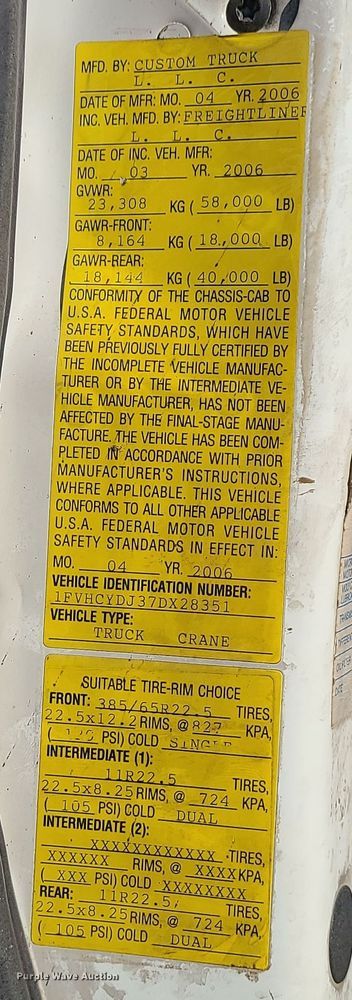 MFD. BY: CUSTOM TRUCK
L. L. C.
DATE OF MFR: MO. 04 YR. 2006
INC. VEH. MFD. BY: FREIGHTLINER
L. L. C.
DATE OF INC. VEH. MFR:
MO. 03 YR. 2006
GVWR:
23,308 KG ( 58,000 LB)
GAWR-FRONT:
8,164 KG ( 18,000 LB)
GAWR-REAR:
18,144 KG ( 40,000 LB)
CONFORMITY OF THE CHASSIS-CAB TO
U.S.A. FEDERAL MOTOR VEHICLE
SAFETY STANDARDS, WHICH HAVE
BEEN PREVIOUSLY FULLY CERTIFIED BY
THE INCOMPLETE VEHICLE MANUFAC-
TURER OR BY THE INTERMEDIATE VE-
HICLE MANUFACTURER, HAS NOT BEEN
AFFECTED BY THE FINAL-STAGE MANU-
FACTURE. THE VEHICLE HAS BEEN COM-
PLETED IN ACCORDANCE WITH PRIOR
MANUFACTURER'S INSTRUCTIONS,
WHERE APPLICABLE. THIS VEHICLE
CONFORMS TO ALL OTHER APPLICABLE
U.S.A. FEDERAL MOTOR VEHICLE
SAFETY STANDARDS IN EFFECT IN:
MO. 04 YR. 2006
VEHICLE IDENTIFICATION NUMBER:
1FVHCYDJ37DX28351
VEHICLE TYPE:
TRUCK CRANE
SUITABLE TIRE-RIM CHOICE
FRONT: 385/65R22.5 TIRES,
22.5x12.2 RIMS, @ 827 KPA,
( PSI) COLD SINGLE
INTERMEDIATE (1):
11R22.5 TIRES,
22.5x8.25 RIMS, @ 724 KPA,
( 105 PSI) COLD DUAL
INTERMEDIATE (2):
XXXXXXXXXXXX TIRES,
XXXXXX RIMS, @ XXXX KPA,
( XXX PSI) COLD XXXXXXXX
REAR: 11R22.5 TIRES,
22.5x8.25 RIMS, @ 724 KPA,
( 105 PSI) COLD DUAL
Purple Wave Auction